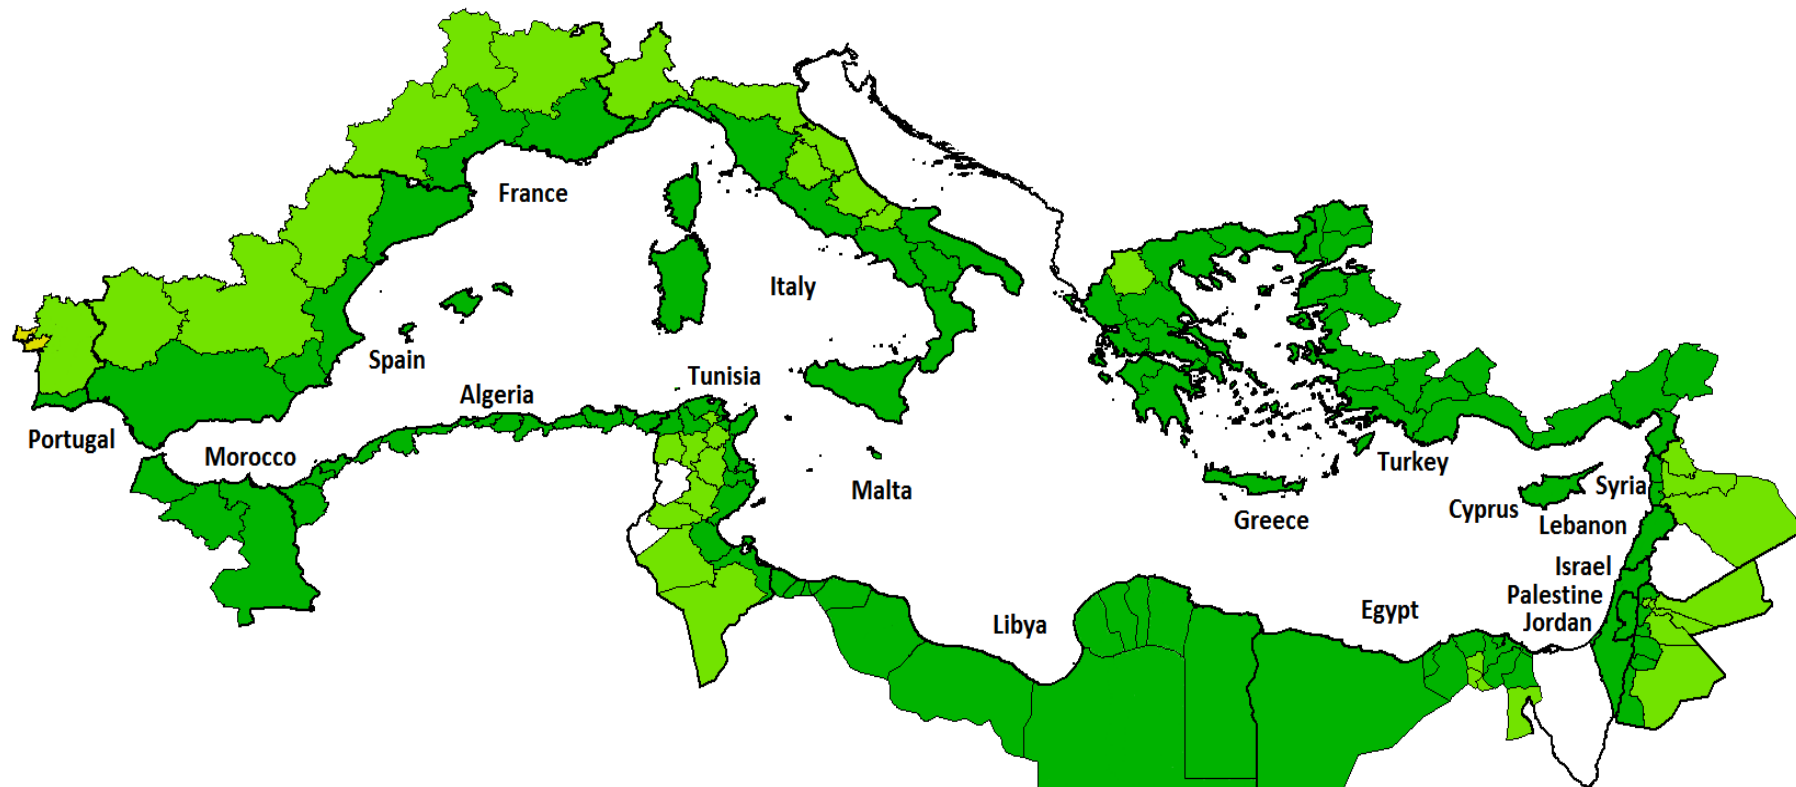 France
Italy
Spain
Tunisia
Algeria
Portugal
Morocco
Malta
Turkey
Greece
Cyprus
Syria
Lebanon
Israel
Palestine
Jordan
Egypt
Libya